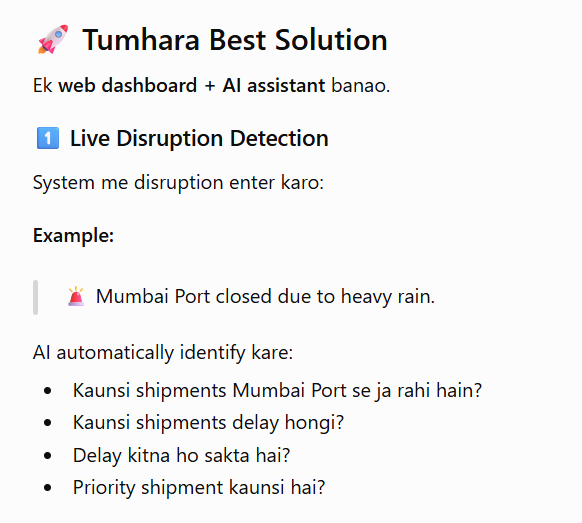 🚀 Tumhara Best Solution
Ek web dashboard + AI assistant banao.
1️⃣ Live Disruption Detection
System me disruption enter karo:
Example:
🚨 Mumbai Port closed due to heavy rain.
AI automatically identify kare:
• Kaunsi shipments Mumbai Port se ja rahi hain?
• Kaunsi shipments delay hongi?
• Delay kitna ho sakta hai?
• Priority shipment kaunsi hai?